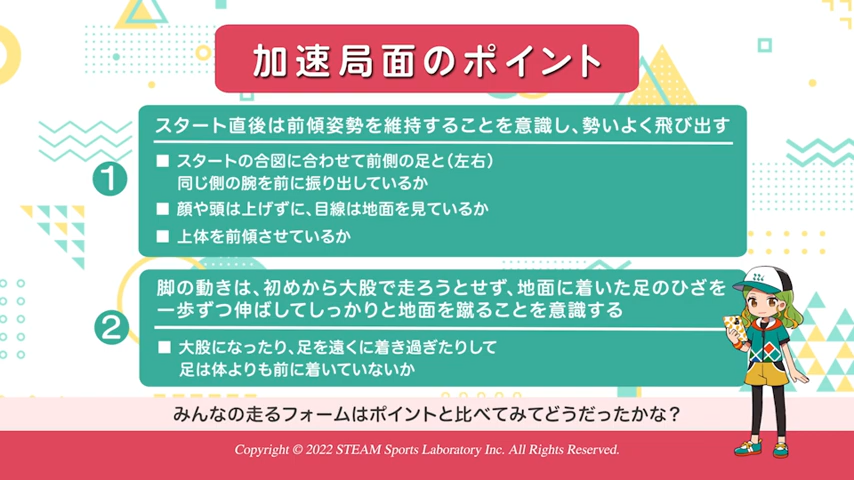 加速局面のポイント
スタート直後は前傾姿勢を維持することを意識し、勢いよく飛び出す
1
■ スタートの合図に合わせて前側の足と(左右)
同じ側の腕を前に振り出しているか
■ 顔や頭は上げずに、目線は地面を見ているか
■ 上体を前傾させているか
脚の動きは、初めから大股で走ろうとせず、地面に着いた足のひざを
一歩ずつ伸ばしてしっかりと地面を蹴ることを意識する
2
■ 大股になったり、足を遠くに着き過ぎたりして
足は体よりも前に着いていないか
みんなの走るフォームはポイントと比べてみてどうだったかな？
Copyright © 2022 STEAM Sports Laboratory Inc. All Rights Reserved.